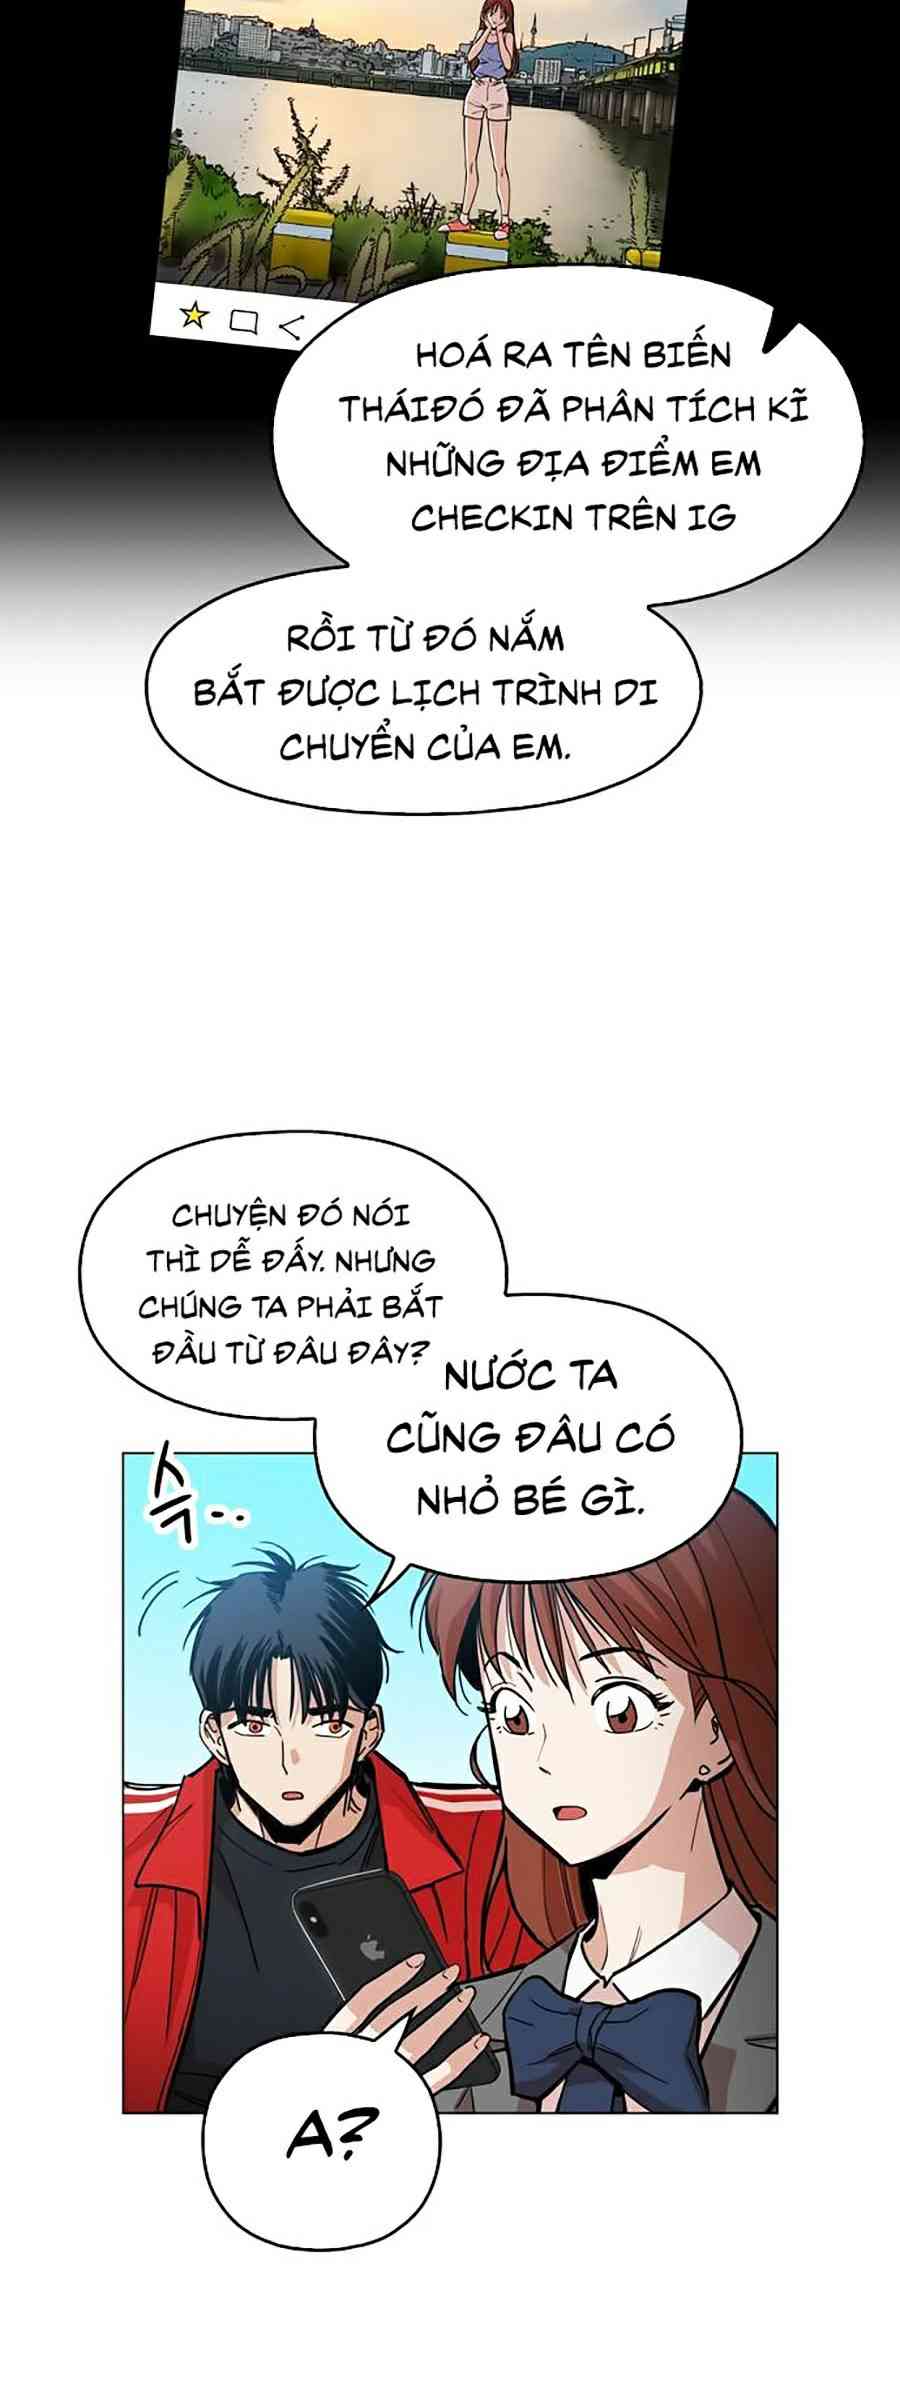 HOÁ RA TÊN BIẾN
THÁIĐÓ ĐÃ PHÂN TÍCH KĨ
NHỮNG ĐỊA ĐIỂM EM
CHECKIN TRÊN IG
RỒI TỪ ĐÓ NẮM
BẮT ĐƯỢC LỊCH TRÌNH DI
CHUYỂN CỦA EM.
CHUYỆN ĐÓ NÓI
THÌ DỄ ĐẤY. NHƯNG
CHÚNG TA PHẢI BẮT
ĐẦU TỪ ĐÂU ĐÂY?
NƯỚC TA
CŨNG ĐÂU CÓ
NHỎ BÉ GÌ.
스
윽..
A?